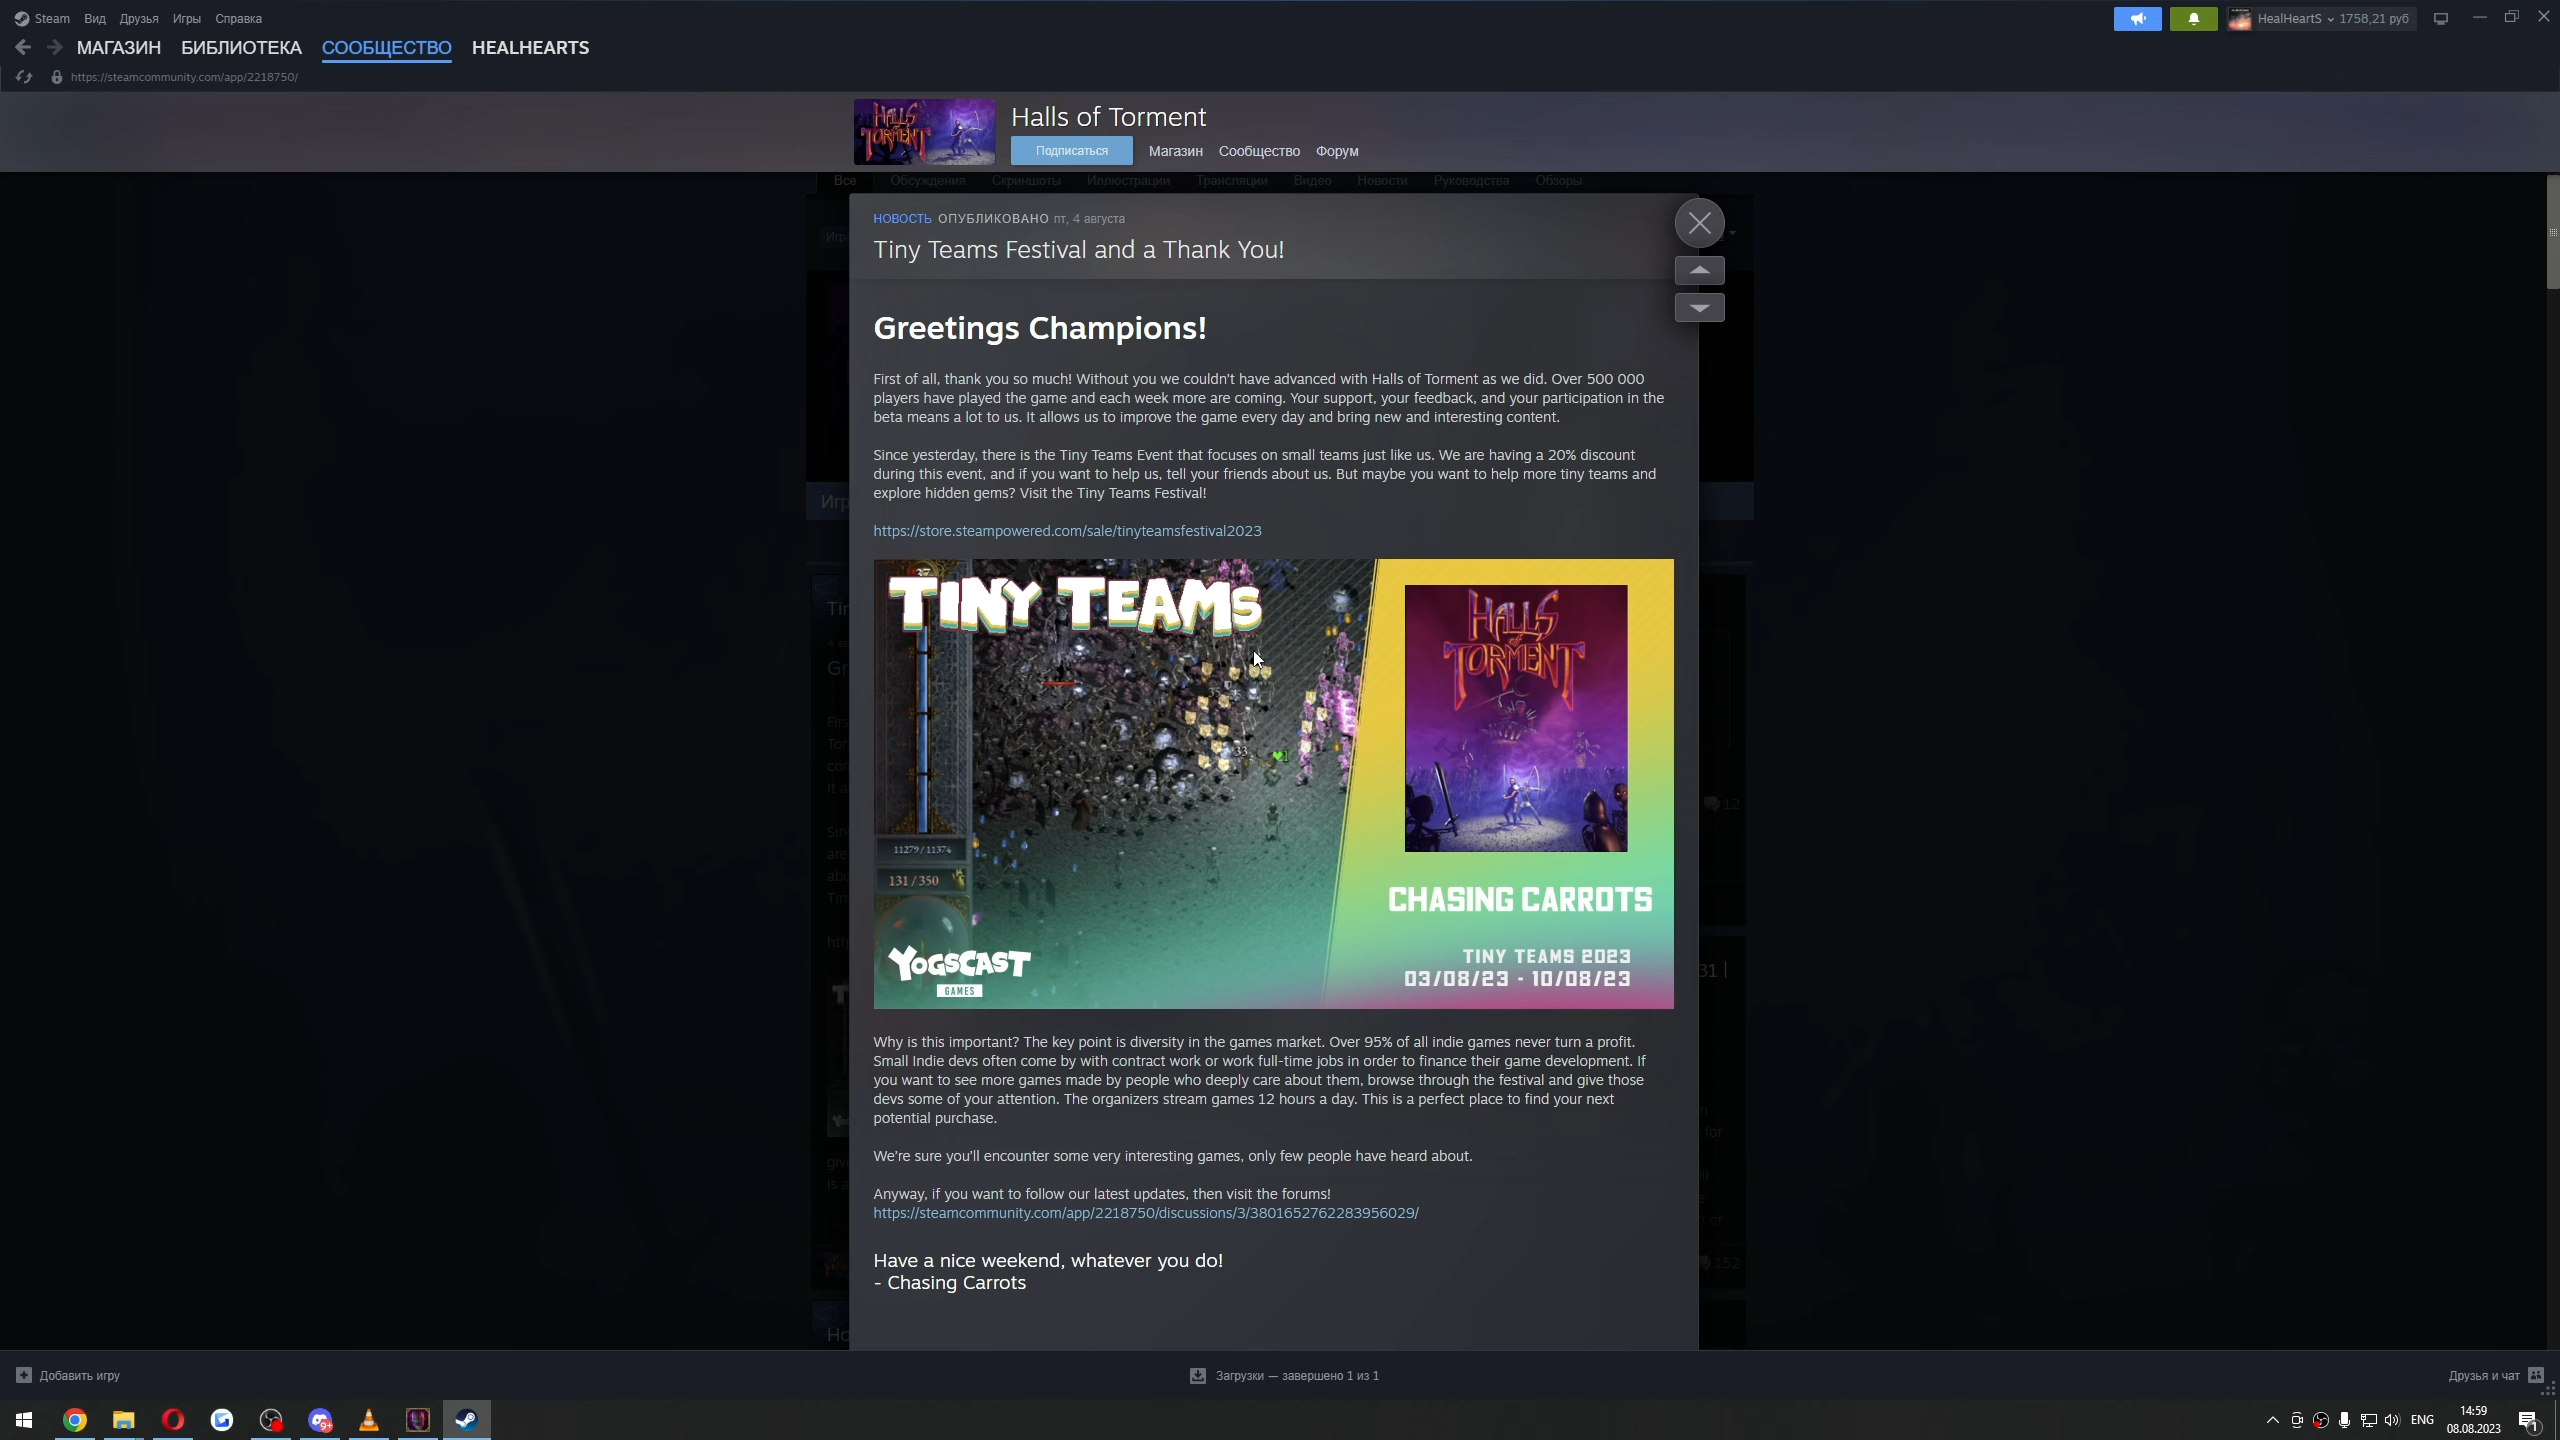 Steam Вид Друзья Игры Справка
HealHeartS 1758,21 руб
МАГАЗИН БИБЛИОТЕКА СООБЩЕСТВО HEALHEARTS
https://steamcommunity.com/app/2218750/
HALLS OF TORMENT
Halls of Torment
Подписаться Магазин Сообщество Форум
Все Обсуждения Скриншоты Иллюстрации Трансляции Видео Новости Руководства Обзоры
НОВОСТЬ ОПУБЛИКОВАНО пт, 4 августа
Tiny Teams Festival and a Thank You!
Greetings Champions!
First of all, thank you so much! Without you we couldn't have advanced with Halls of Torment as we did. Over 500 000
players have played the game and each week more are coming. Your support, your feedback, and your participation in the
beta means a lot to us. It allows us to improve the game every day and bring new and interesting content.
Since yesterday, there is the Tiny Teams Event that focuses on small teams just like us. We are having a 20% discount
during this event, and if you want to help us, tell your friends about us. But maybe you want to help more tiny teams and
explore hidden gems? Visit the Tiny Teams Festival!
https://store.steampowered.com/sale/tinyteamsfestival2023
37
TINY TEAMS
HALLS OF TORMENT
33
11279/11374
131/350
CHASING CARROTS
YOGSCAST
GAMES
TINY TEAMS 2023
03/08/23 - 10/08/23
12
31
152
Why is this important? The key point is diversity in the games market. Over 95% of all indie games never turn a profit.
Small Indie devs often come by with contract work or work full-time jobs in order to finance their game development. If
you want to see more games made by people who deeply care about them, browse through the festival and give those
devs some of your attention. The organizers stream games 12 hours a day. This is a perfect place to find your next
potential purchase.
We're sure you'll encounter some very interesting games, only few people have heard about.
Anyway, if you want to follow our latest updates, then visit the forums!
https://steamcommunity.com/app/2218750/discussions/3/3801652762283956029/
Have a nice weekend, whatever you do!
- Chasing Carrots
Добавить игру
Загрузки — завершено 1 из 1
Друзья и чат
9+
ENG
14:59
08.08.2023
1